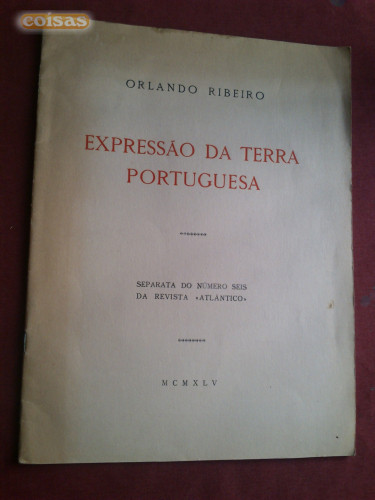 coisas
ORLANDO RIBEIRO
EXPRESSÃO DA TERRA
PORTUGUESA
SEPARATA DO NÚMERO SEIS
DA REVISTA «ATLÂNTICO»
MCMXLV